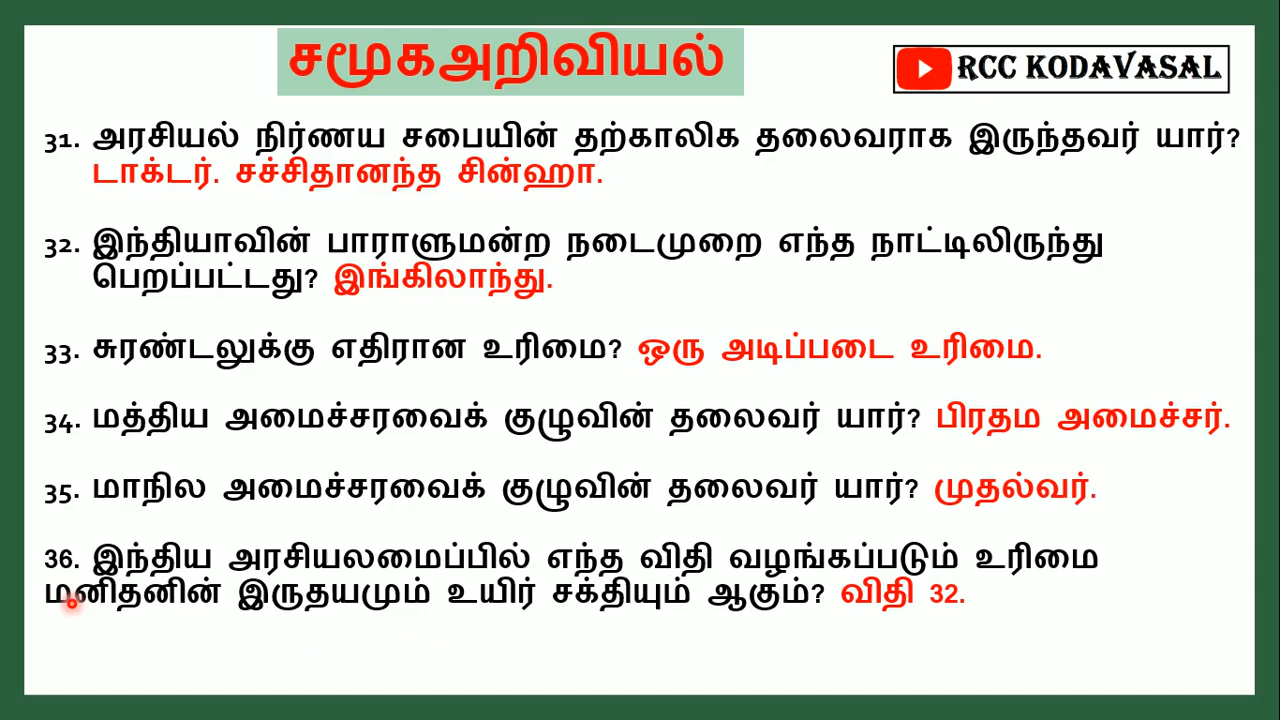 சமூகஅறிவியல்
RCC KODAVASAL
31. அரசியல் நிர்ணய சபையின் தற்காலிக தலைவராக இருந்தவர் யார்?
டாக்டர். சச்சிதானந்த சின்ஹா.
32. இந்தியாவின் பாராளுமன்ற நடைமுறை எந்த நாட்டிலிருந்து
பெறப்பட்டது? இங்கிலாந்து.
33. சுரண்டலுக்கு எதிரான உரிமை? ஒரு அடிப்படை உரிமை.
34. மத்திய அமைச்சரவைக் குழுவின் தலைவர் யார்? பிரதம அமைச்சர்.
35. மாநில அமைச்சரவைக் குழுவின் தலைவர் யார்? முதல்வர்.
36. இந்திய அரசியலமைப்பில் எந்த விதி வழங்கப்படும் உரிமை
மனிதனின் இருதயமும் உயிர் சக்தியும் ஆகும்? விதி 32.